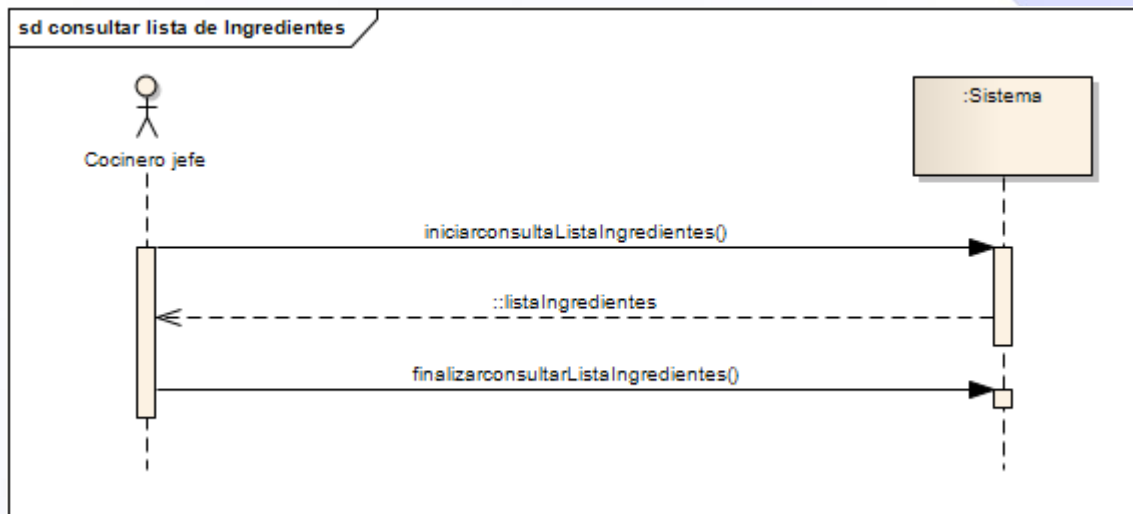 sd consultar lista de Ingredientes
:Sistema
Cocinero jefe
iniciarconsultaListaIngredientes()
::listaIngredientes
finalizarconsultarListaIngredientes()